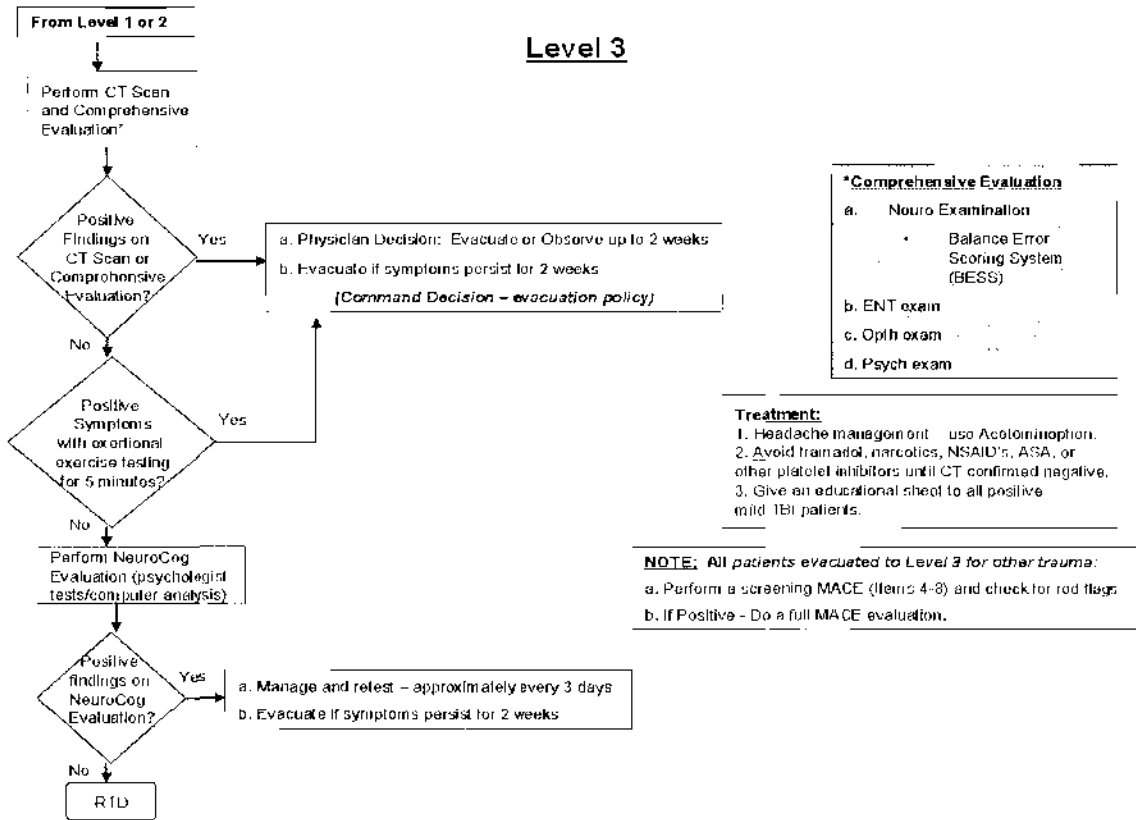 From Level 1 or 2
Level 3
Perform CT Scan
and Comprehensive
Evaluation*
Positive
Findings on
CT Scan or
Comprehensive
Evaluation?
Yes
No
a. Physician Decision: Evacuate or Observe up to 2 weeks
b. Evacuate if symptoms persist for 2 weeks
(Command Decision – evacuation policy)
Positive
Symptoms
with exertional
exercise testing
for 5 minutes?
Yes
No
Perform NeuroCog
Evaluation (psychologist
tests/computer analysis)
Positive
findings on
NeuroCog
Evaluation?
Yes
a. Manage and retest – approximately every 3 days
b. Evacuate if symptoms persist for 2 weeks
No
RTD
*Comprehensive Evaluation
a. Neuro Examination
• Balance Error
Scoring System
(BESS)
b. ENT exam
c. Opth exam
d. Psych exam
Treatment:
1. Headache management use Acetaminophen.
2. Avoid tramadol, narcotics, NSAID's, ASA, or
other platelet inhibitors until CT confirmed negative.
3. Give an educational sheet to all positive
mild TBI patients.
NOTE: All patients evacuated to Level 3 for other trauma:
a. Perform a screening MACE (Items 4-8) and check for red flags
b. If Positive - Do a full MACE evaluation.